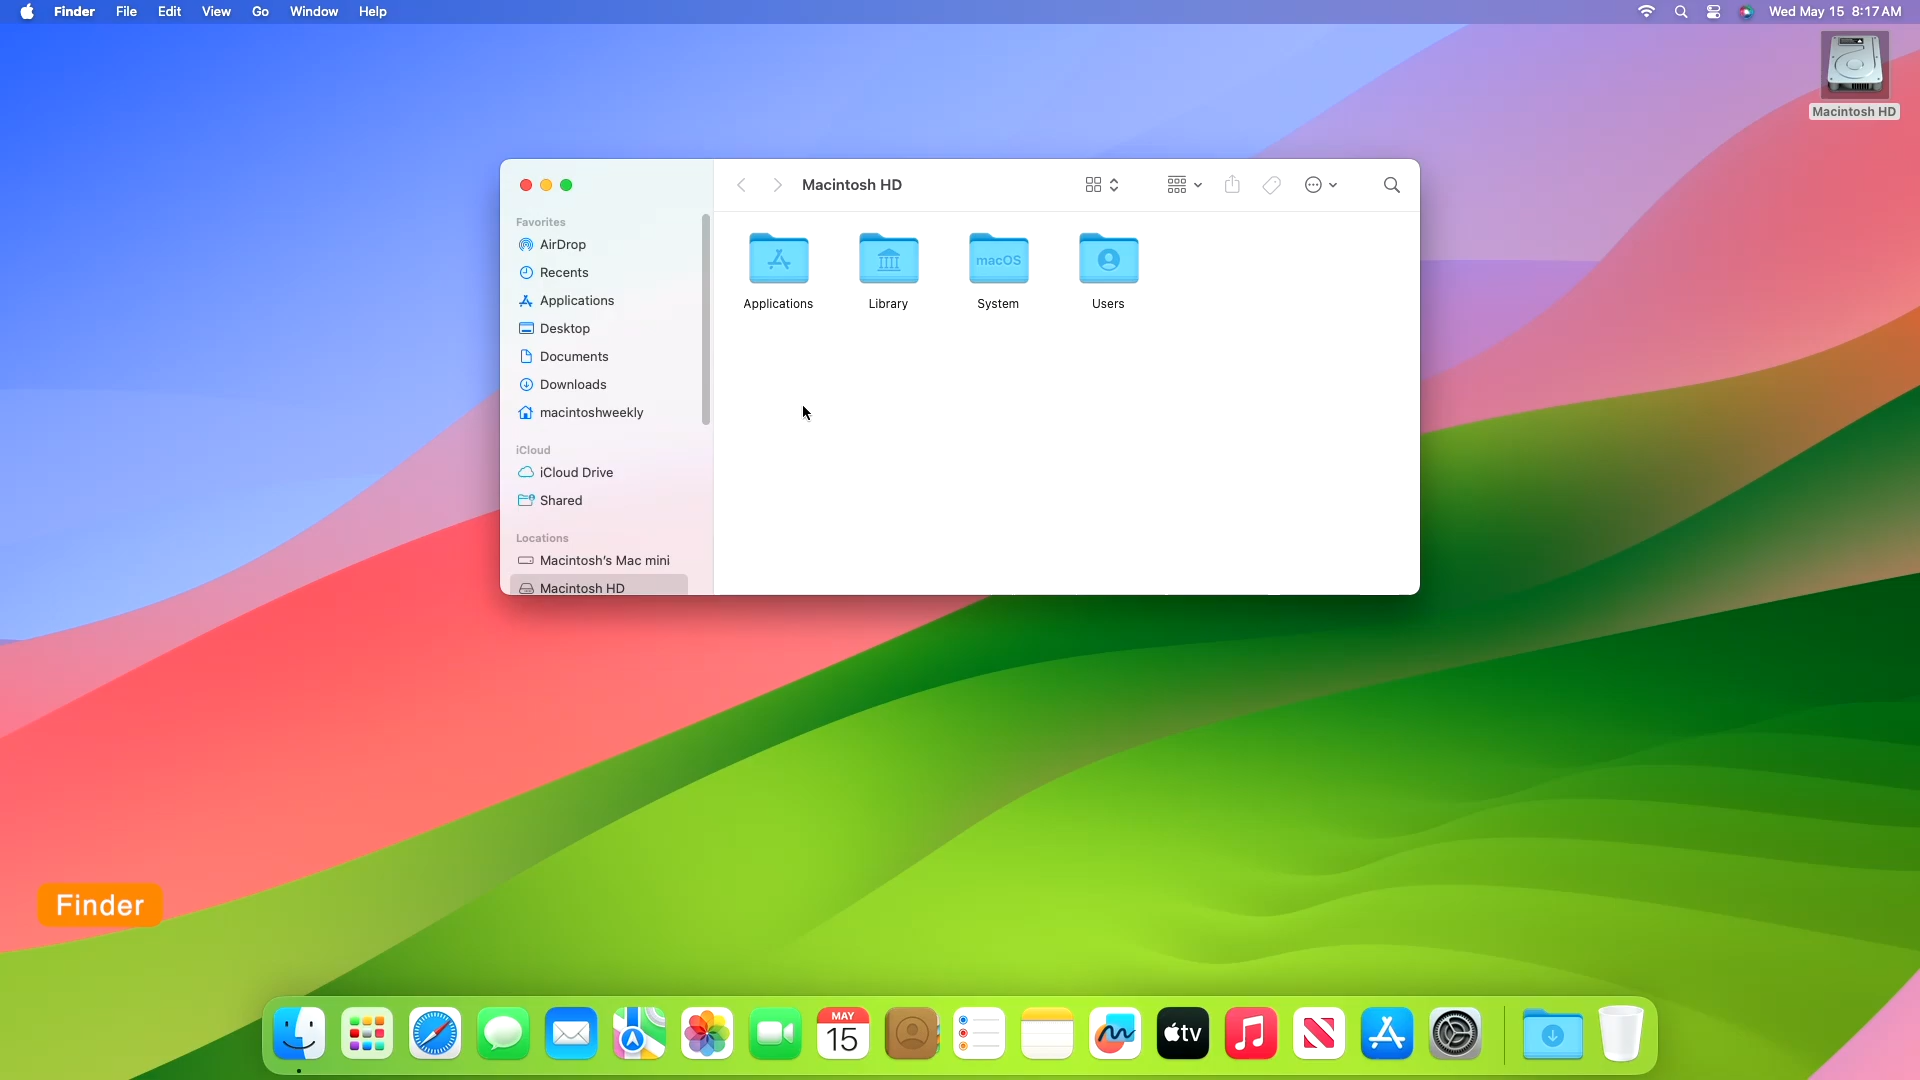 Finder File Edit View Go Window Help Wed May 15 8:17 AM
Macintosh HD
Macintosh HD
Favorites
AirDrop
Recents
Applications
Desktop
Documents
Downloads
macintoshweekly
iCloud
iCloud Drive
Shared
Locations
Macintosh's Mac mini
Macintosh HD
macOS
Applications Library System Users
Finder
MAY
15
tv